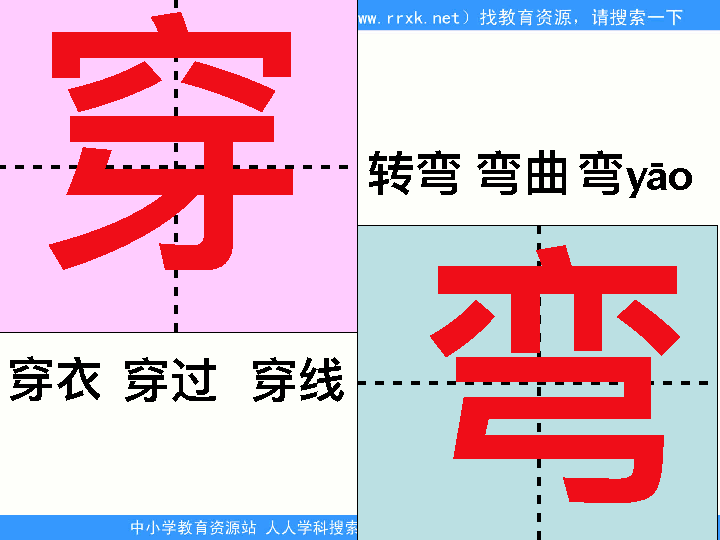 ww.rrxk.net）找教育资源，请搜索一下
穿
转弯 弯曲 弯yāo
弯
穿衣 穿过 穿线
中小学教育资源站 人人学科搜索